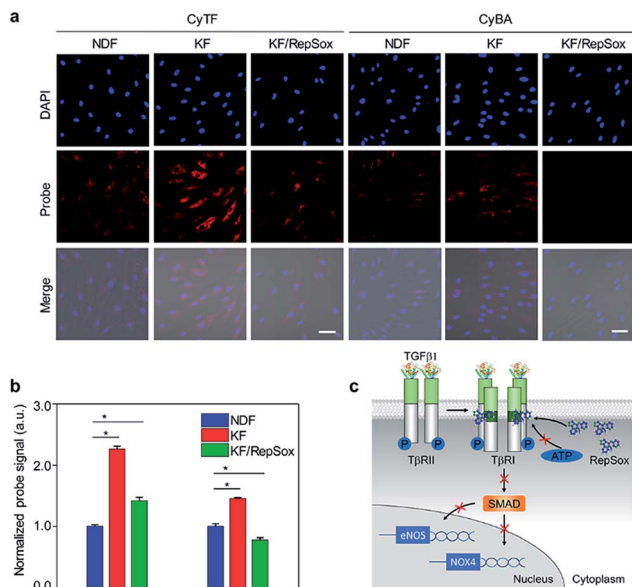 a
CyTF CyBA
NDF KF KF/RepSox NDF KF KF/RepSox
DAPI
Probe
Merge
b
Normalized probe signal (a.u.)
3.0
2.0
1.0
0.0
NDF
KF
KF/RepSox
*
*
*
*
c
TGFβ1
P P P P
TβRII TβRI ATP RepSox
SMAD
eNOS
NOX4
Nucleus Cytoplasm